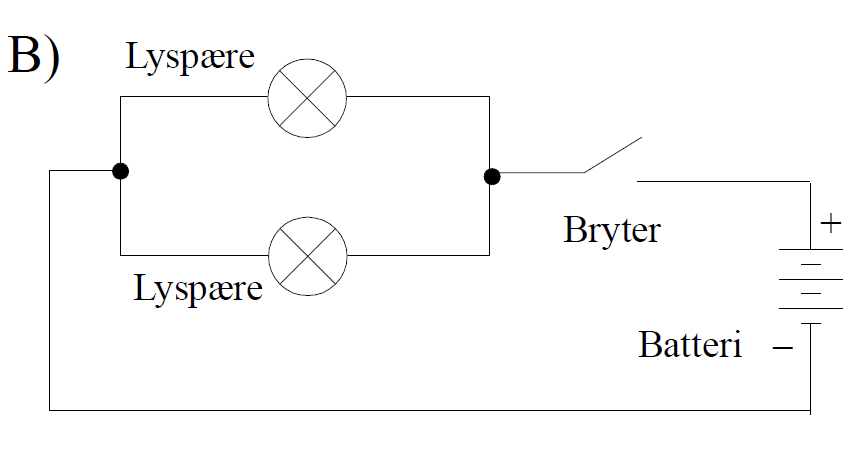 B)
Lyspære
Lyspære
Bryter
+
Batteri
–